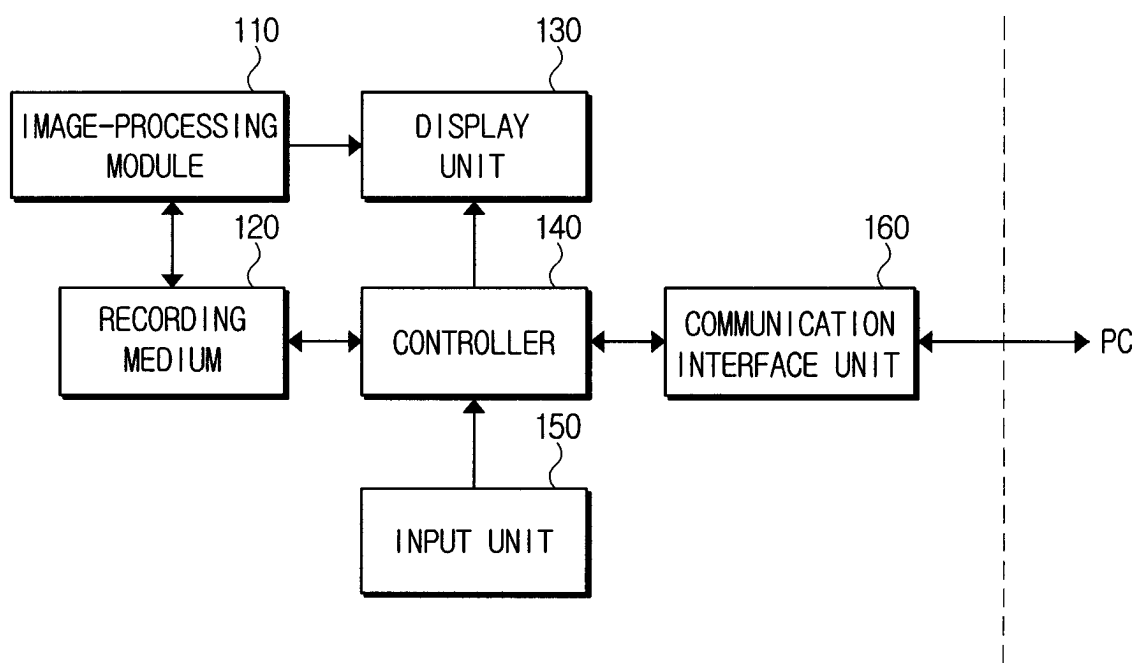 110
130
IMAGE-PROCESSING
MODULE
DISPLAY
UNIT
120
140
160
RECORDING
MEDIUM
CONTROLLER
COMMUNICATION
INTERFACE UNIT
PC
150
INPUT UNIT